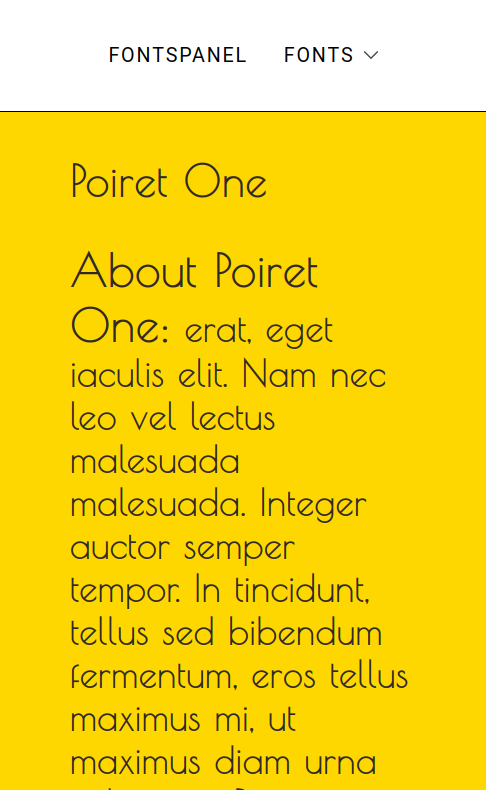 FONTSPANEL FONTS
Poiret One
About Poiret
One: erat, eget
iaculis elit. Nam nec
leo vel lectus
malesuada
malesuada. Integer
auctor semper
tempor. In tincidunt,
tellus sed bibendum
fermentum, eros tellus
maximus mi, ut
maximus diam urna